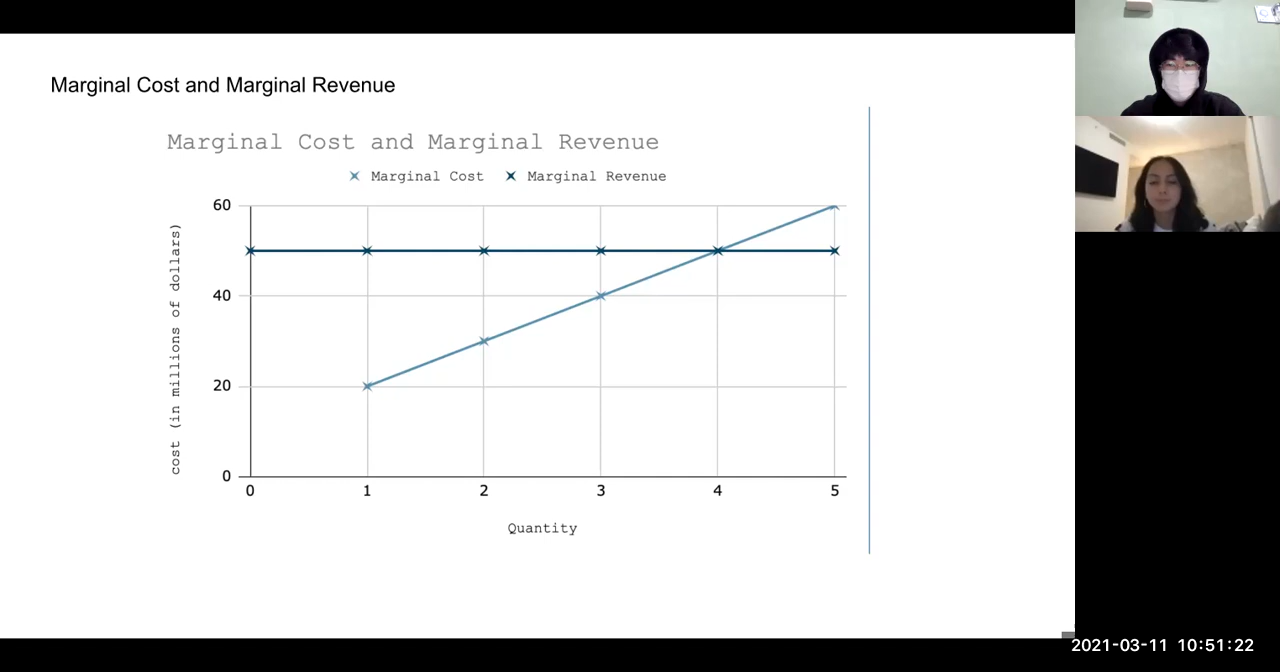 Marginal Cost and Marginal Revenue
Marginal Cost and Marginal Revenue
Marginal Cost Marginal Revenue
cost (in millions of dollars)
60
40
20
0
0 1 2 3 4 5
Quantity
2021-03-11 10:51:22